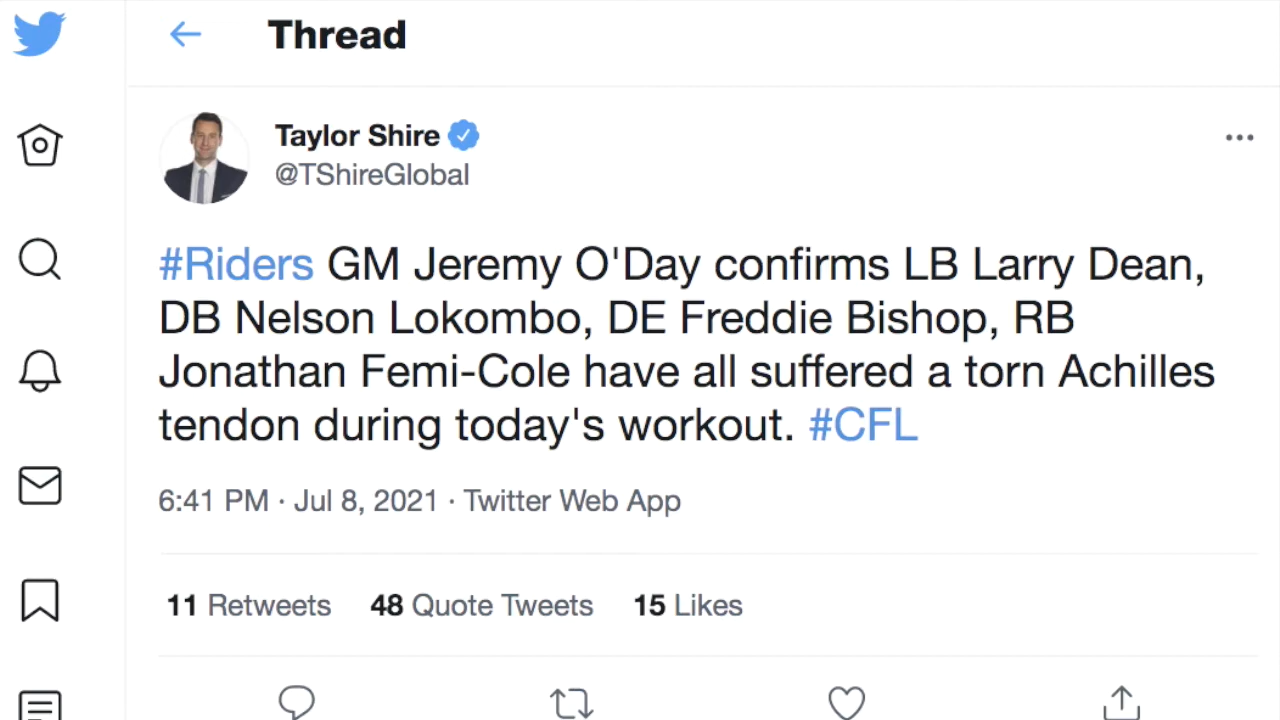 Thread
Taylor Shire
@TShireGlobal
#Riders GM Jeremy O'Day confirms LB Larry Dean,
DB Nelson Lokombo, DE Freddie Bishop, RB
Jonathan Femi-Cole have all suffered a torn Achilles
tendon during today's workout. #CFL
6:41 PM · Jul 8, 2021 · Twitter Web App
11 Retweets 48 Quote Tweets 15 Likes